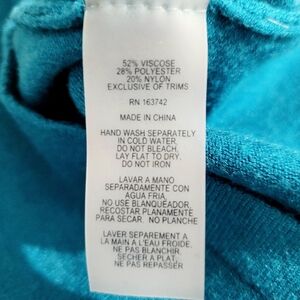 52% VISCOSE
28% POLYESTER
20% NYLON
EXCLUSIVE OF TRIMS
RN 163742
MADE IN CHINA
HAND WASH SEPARATELY
IN COLD WATER,
DO NOT BLEACH,
LAY FLAT TO DRY,
DO NOT IRON
LAVAR A MANO
SEPARADAMENTE CON
AGUA FRIA,
NO USE BLANQUEADOR,
RECOSTAR PLANAMENTE
PARA SECAR. NO PLANCHE
LAVER SEPAREMENT A
LA MAIN A L'EAU FROIDE,
NE PAS BLANCHIR,
SECHER A PLAT,
NE PAS REPASSER